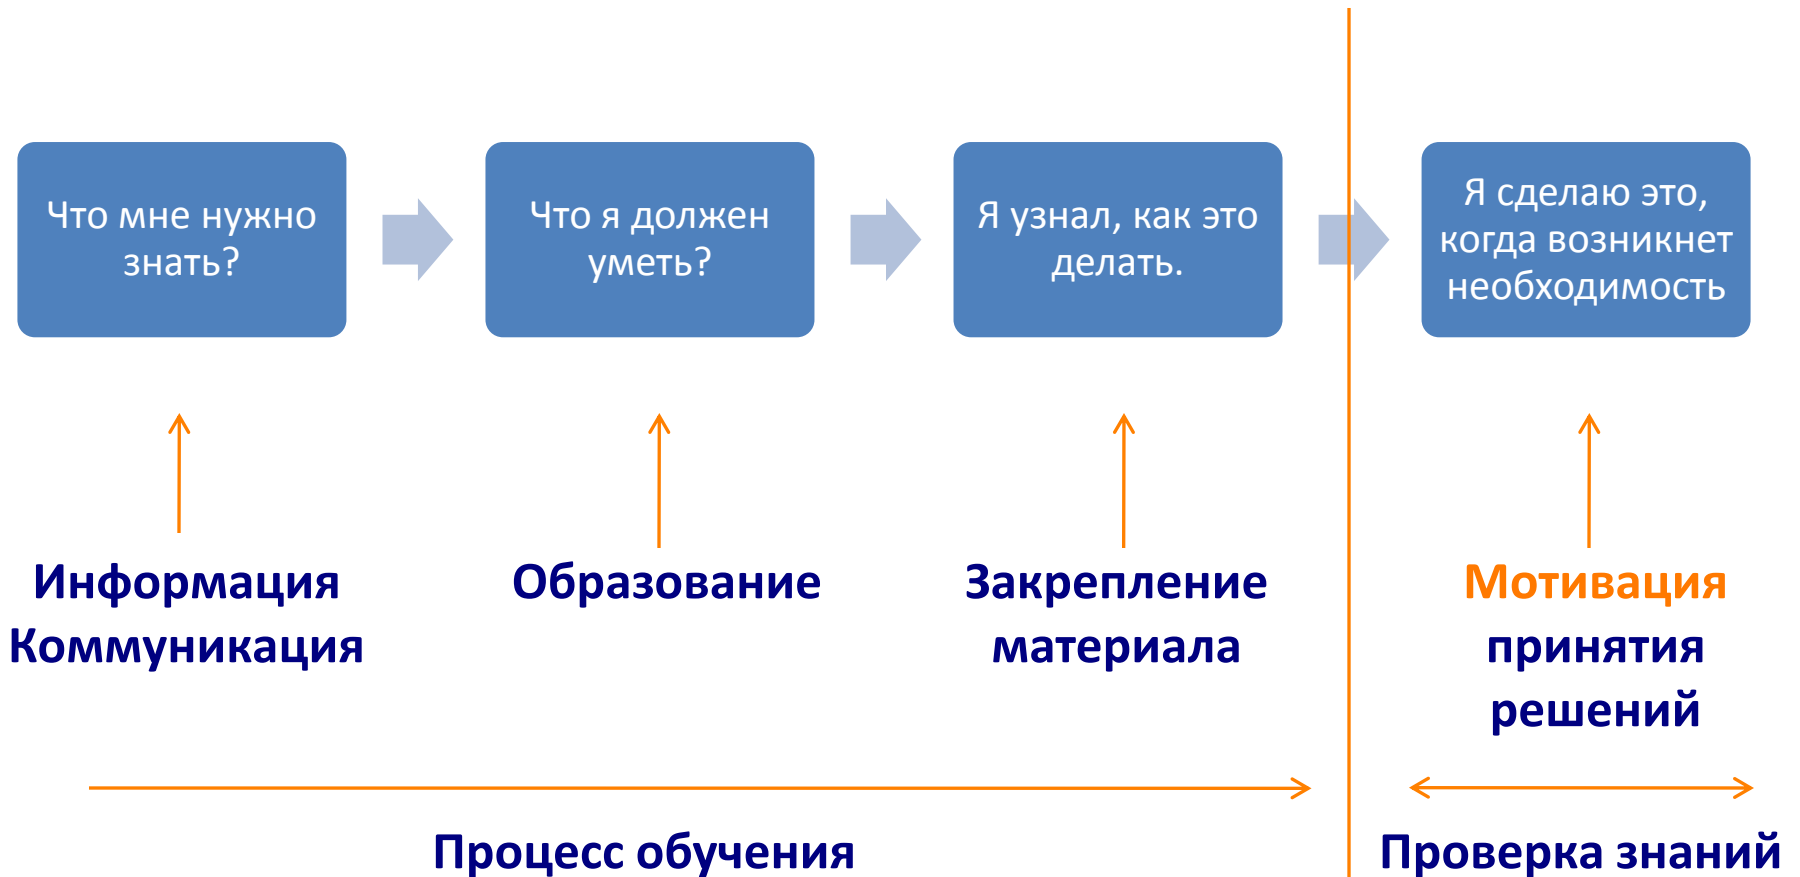 Что мне нужно
знать?
Что я должен
уметь?
Я узнал, как это
делать.
Я сделаю это,
когда возникнет
необходимость
Информация
Коммуникация
Образование
Закрепление
материала
Мотивация
принятия
решений
Процесс обучения
Проверка знаний